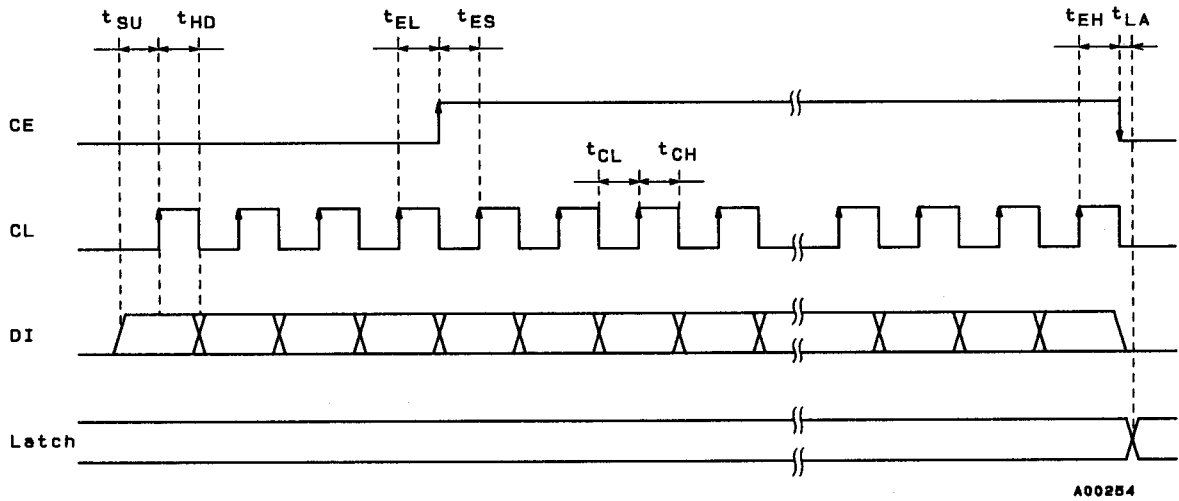 tSU tHD tEL tES tEH tLA
CE
tCL tCH
CL
DI
Latch
A00254